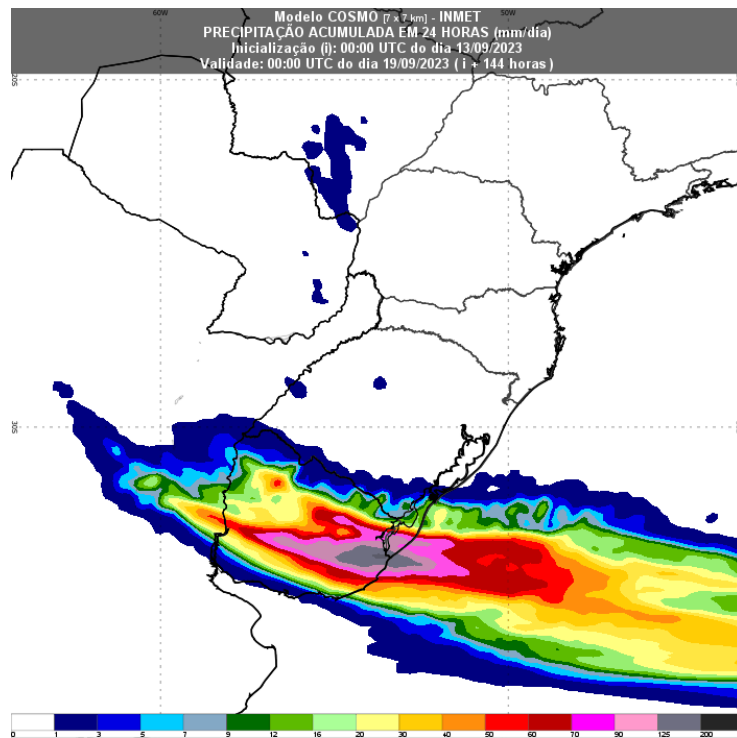 Modelo COSMO [7 x 7 km] - INMET
PRECIPITAÇÃO ACUMULADA EM 24 HORAS (mm/dia)
Inicialização (i): 00:00 UTC do dia 13/09/2023
Validade: 00:00 UTC do dia 19/09/2023 ( i + 144 horas )
60W 50W
20S
30S
0 1 3 5 7 9 12 16 20 30 40 50 60 70 90 125 200